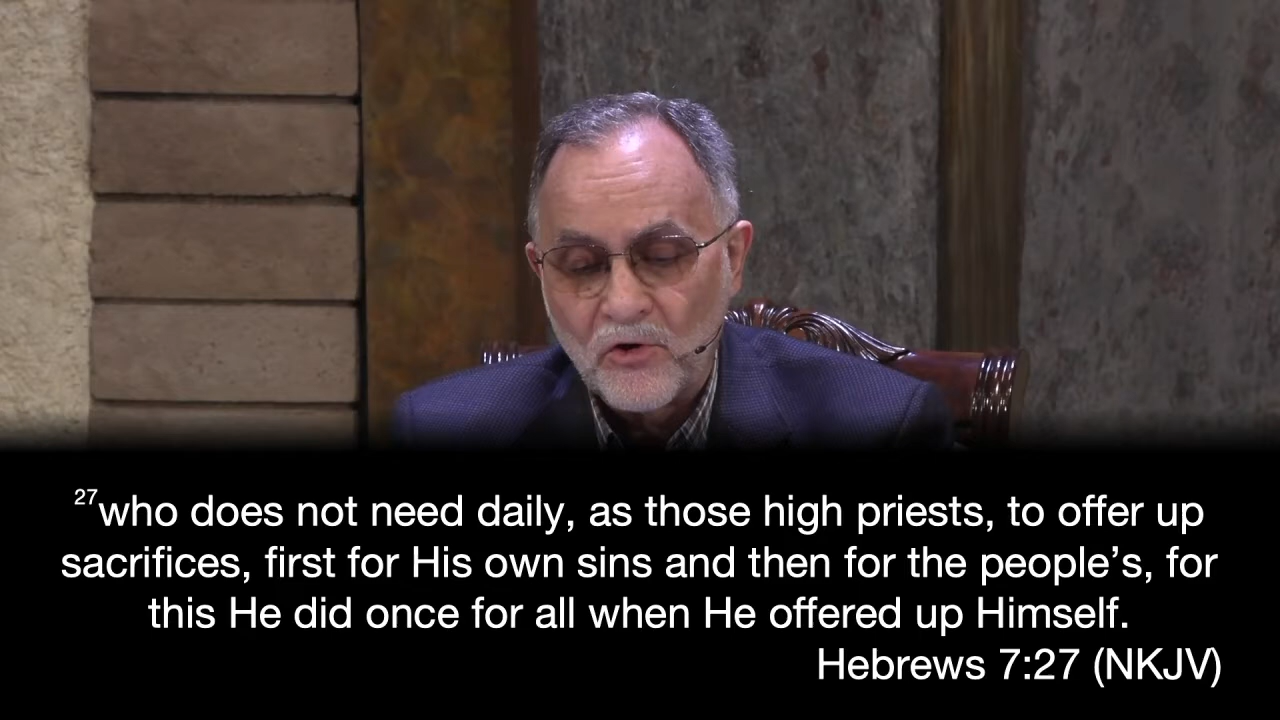 27who does not need daily, as those high priests, to offer up
sacrifices, first for His own sins and then for the people’s, for
this He did once for all when He offered up Himself.
Hebrews 7:27 (NKJV)